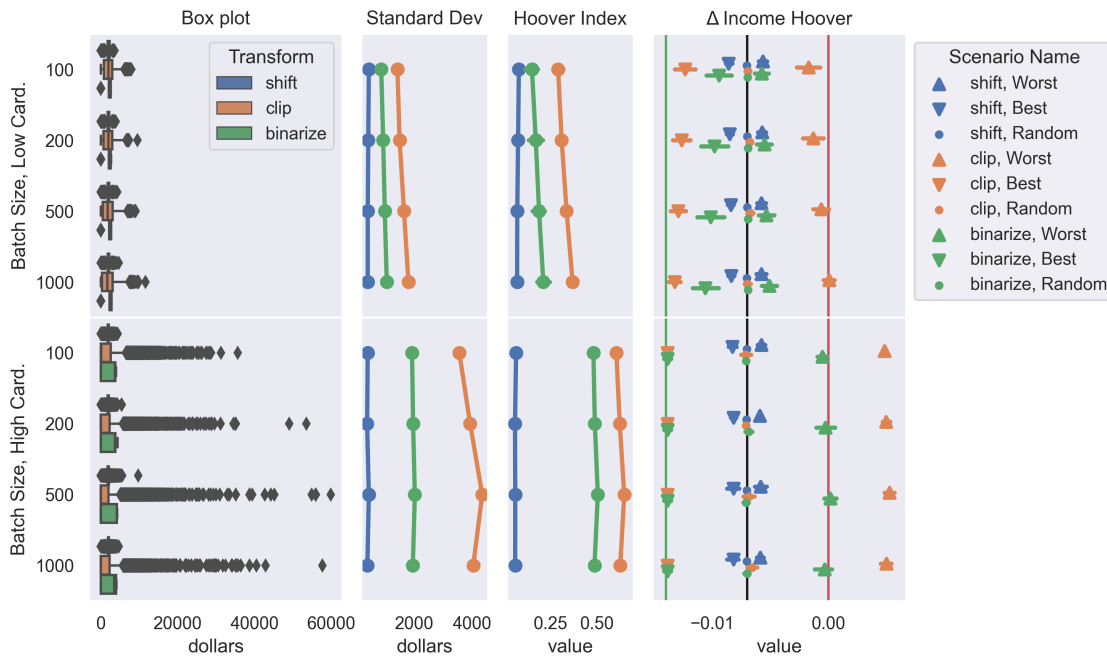 Box plot
Standard Dev
Hoover Index
Δ Income Hoover
Batch Size, Low Card.
100
200
500
1000
Transform
shift
clip
binarize
Scenario Name
shift, Worst
shift, Best
shift, Random
clip, Worst
clip, Best
clip, Random
binarize, Worst
binarize, Best
binarize, Random
Batch Size, High Card.
100
200
500
1000
0
20000
40000
60000
dollars
2000
4000
dollars
0.25
0.50
value
−0.01
0.00
value